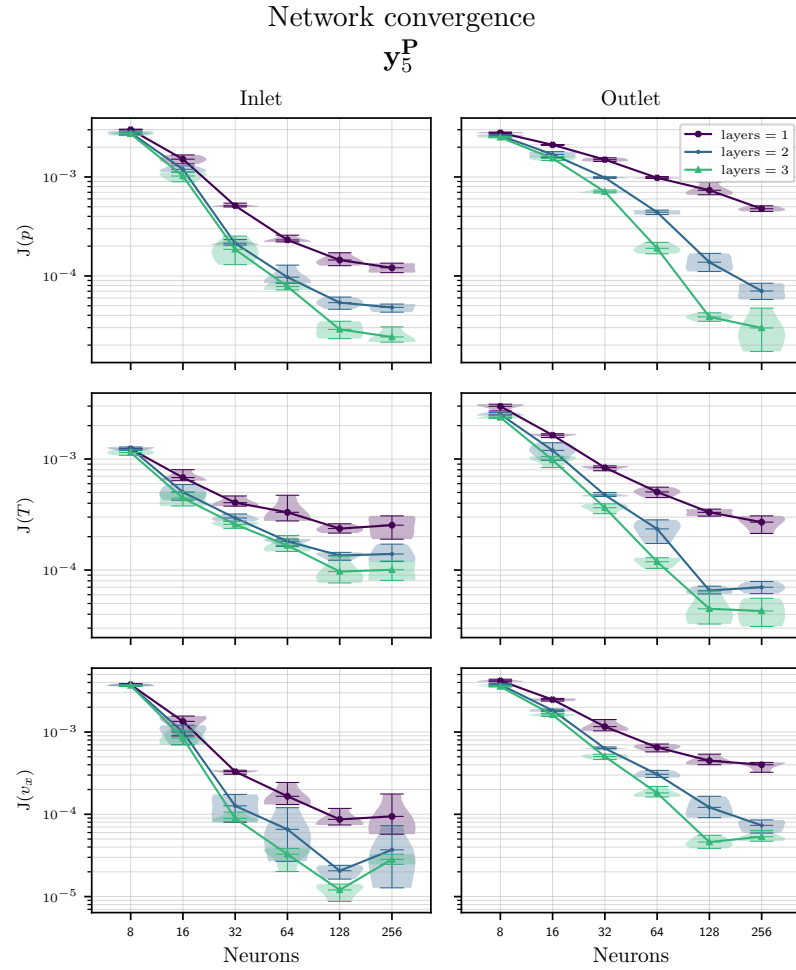 Network convergence
y₅ᴾ
Inlet
Outlet
layers = 1
layers = 2
layers = 3
J(p)
10⁻³
10⁻⁴
J(T)
10⁻³
10⁻⁴
J(vₓ)
10⁻³
10⁻⁴
10⁻⁵
8 16 32 64 128 256
8 16 32 64 128 256
Neurons
Neurons